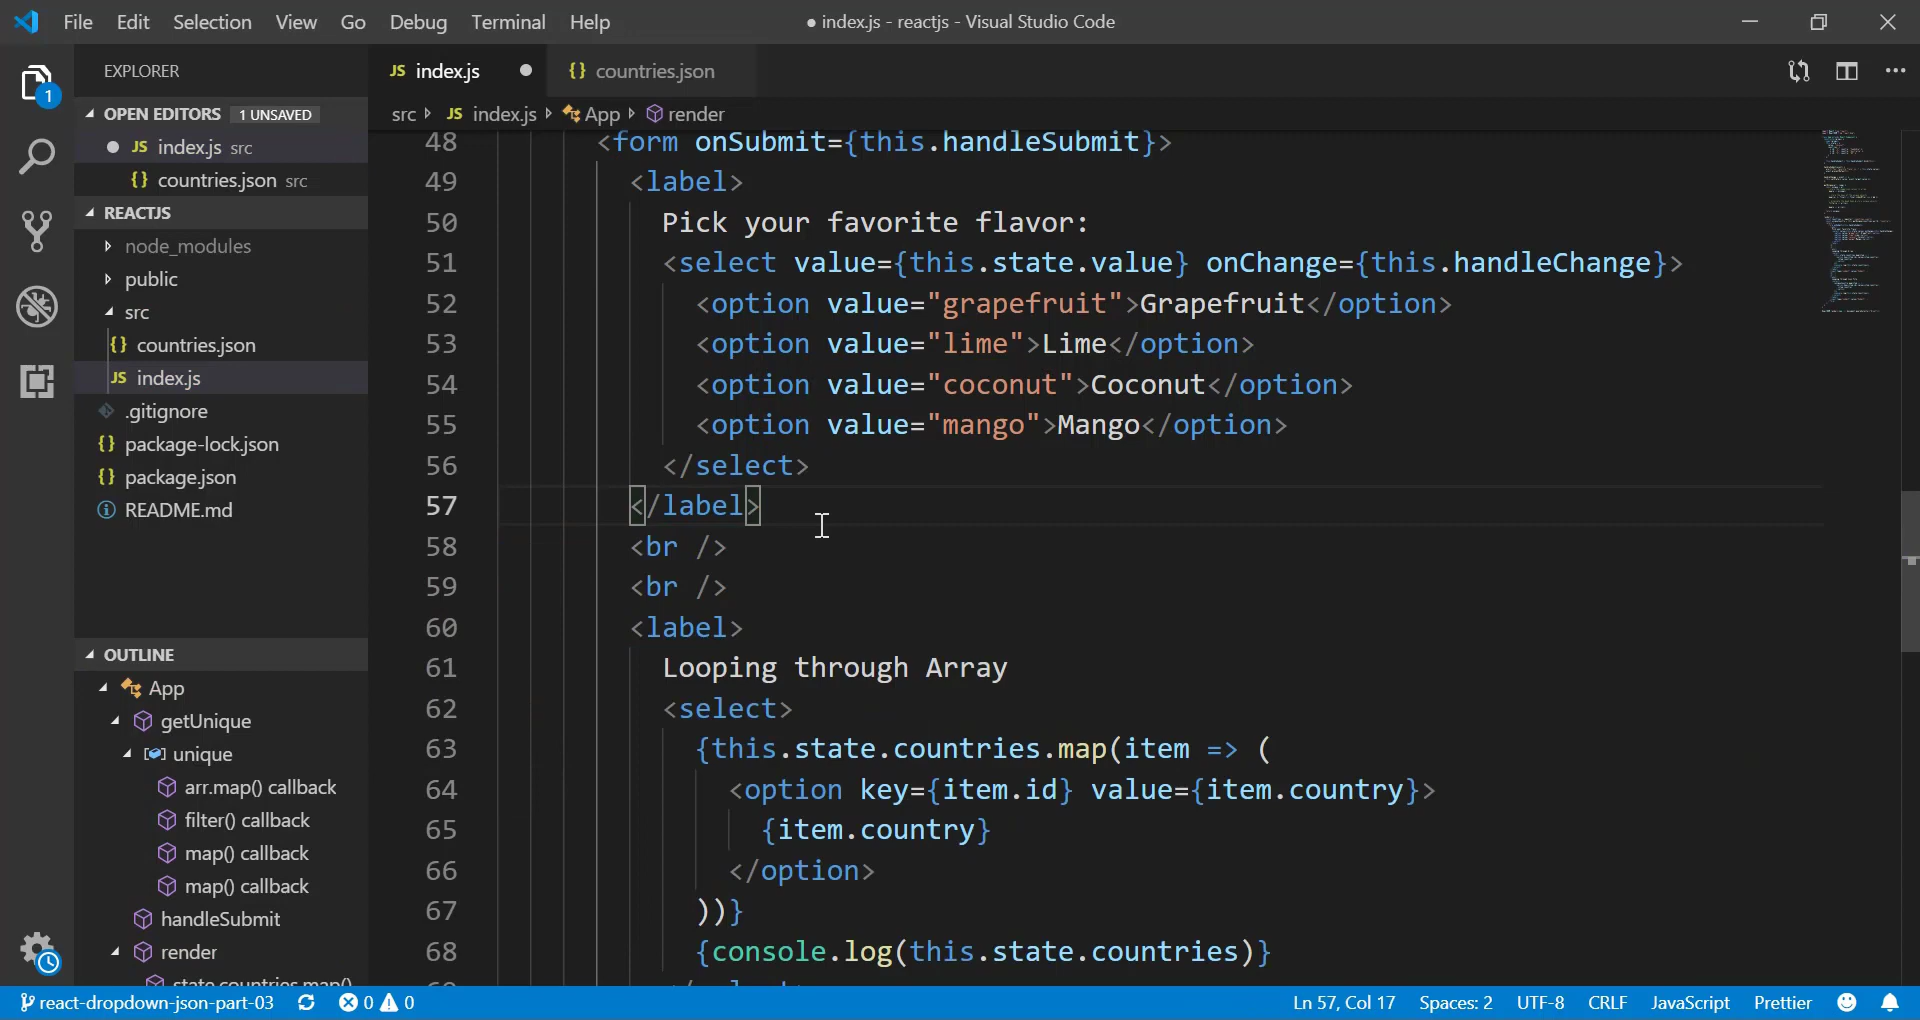 File Edit Selection View Go Debug Terminal Help
● index.js - reactjs - Visual Studio Code
EXPLORER
1
OPEN EDITORS 1 UNSAVED
JS index.js src
{} countries.json src
REACTJS
node_modules
public
src
{} countries.json
JS index.js
.gitignore
{} package-lock.json
{} package.json
README.md
OUTLINE
App
getUnique
unique
arr.map() callback
filter() callback
map() callback
map() callback
handleSubmit
render
state.countries.map()
JS index.js
{} countries.json
src JS index.js App render
48 <form onSubmit={this.handleSubmit}>
49 <label>
50 Pick your favorite flavor:
51 <select value={this.state.value} onChange={this.handleChange}>
52 <option value="grapefruit">Grapefruit</option>
53 <option value="lime">Lime</option>
54 <option value="coconut">Coconut</option>
55 <option value="mango">Mango</option>
56 </select>
57 </label>
58 <br />
59 <br />
60 <label>
61 Looping through Array
62 <select>
63 {this.state.countries.map(item => (
64 <option key={item.id} value={item.country}>
65 {item.country}
66 </option>
67 ))}
68 {console.log(this.state.countries)}
react-dropdown-json-part-03 0 0 Ln 57, Col 17 Spaces: 2 UTF-8 CRLF JavaScript Prettier